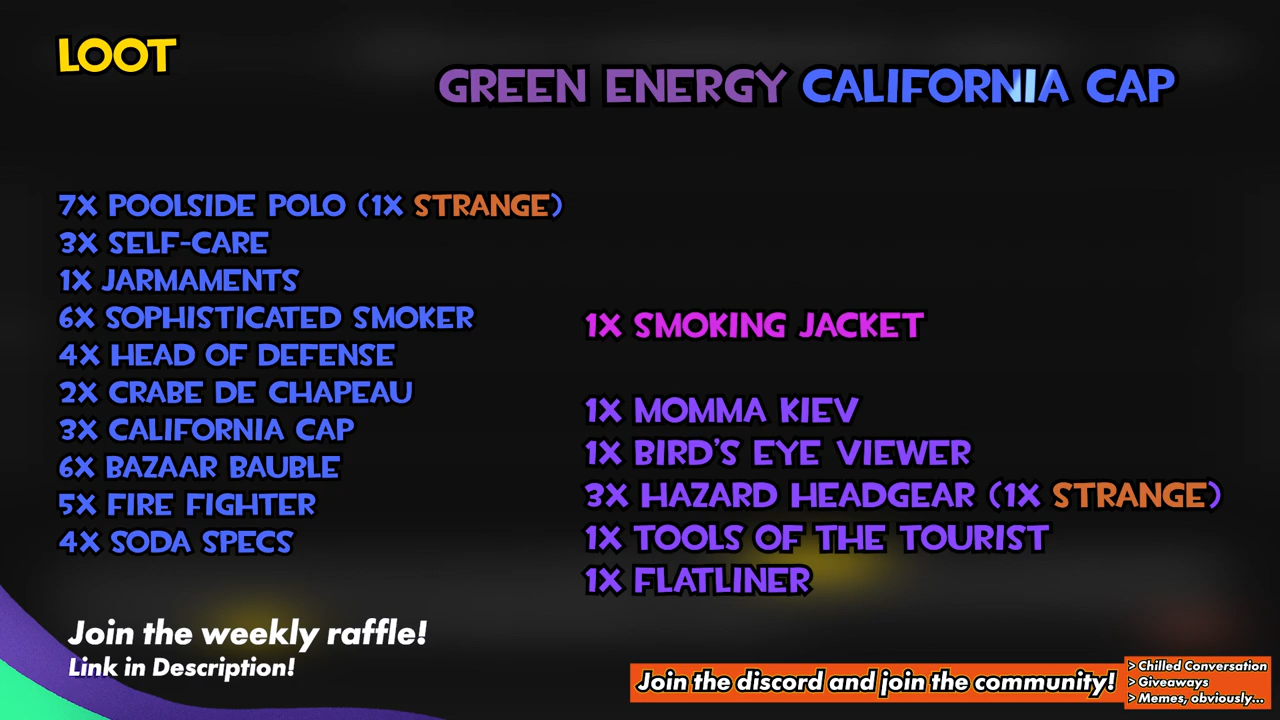 LOOT
GREEN ENERGY CALIFORNIA CAP
7X POOLSIDE POLO (1X STRANGE)
3X SELF-CARE
1X JARMAMENTS
6X SOPHISTICATED SMOKER
4X HEAD OF DEFENSE
2X CRABE DE CHAPEAU
3X CALIFORNIA CAP
6X BAZAAR BAUBLE
5X FIRE FIGHTER
4X SODA SPECS
1X SMOKING JACKET
1X MOMMA KIEV
1X BIRD'S EYE VIEWER
3X HAZARD HEADGEAR (1X STRANGE)
1X TOOLS OF THE TOURIST
1X FLATLINER
Join the weekly raffle!
Link in Description!
Join the discord and join the community!
> Chilled Conversation
> Giveaways
> Memes, obviously...